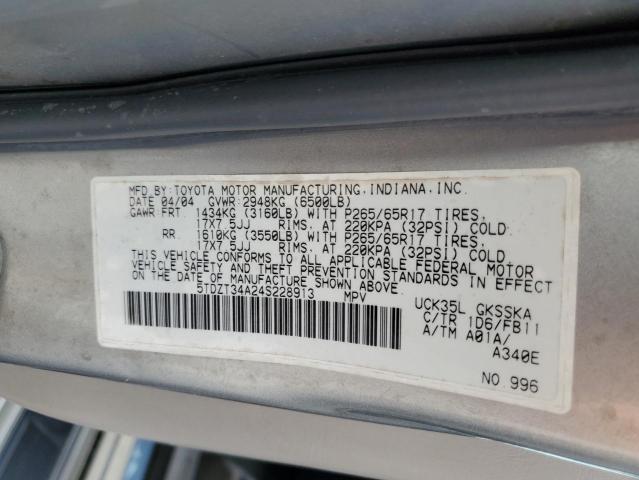 MFD. BY: TOYOTA MOTOR MANUFACTURING, INDIANA, INC.
DATE 04/04 GVWR: 2948KG (6500LB)
GAWR: FRT. 1434KG (3160LB) WITH P265/65R17 TIRES,
17X7.5JJ RIMS, AT 220KPA (32PSI) COLD
RR 1610KG (3550LB) WITH P265/65R17 TIRES,
17X7.5JJ RIMS, AT 220KPA (32PSI) COLD
THIS VEHICLE CONFORMS TO ALL APPLICABLE FEDERAL MOTOR
VEHICLE SAFETY AND THEFT PREVENTION STANDARDS IN EFFECT
ON THE DATE OF MANUFACTURE SHOWN ABOVE.
5TDZT34A24S228913 MPV
UCK35L GKSSKA
C/TR 1D6/FB11
A/TM A01A/
A340E
NO. 996